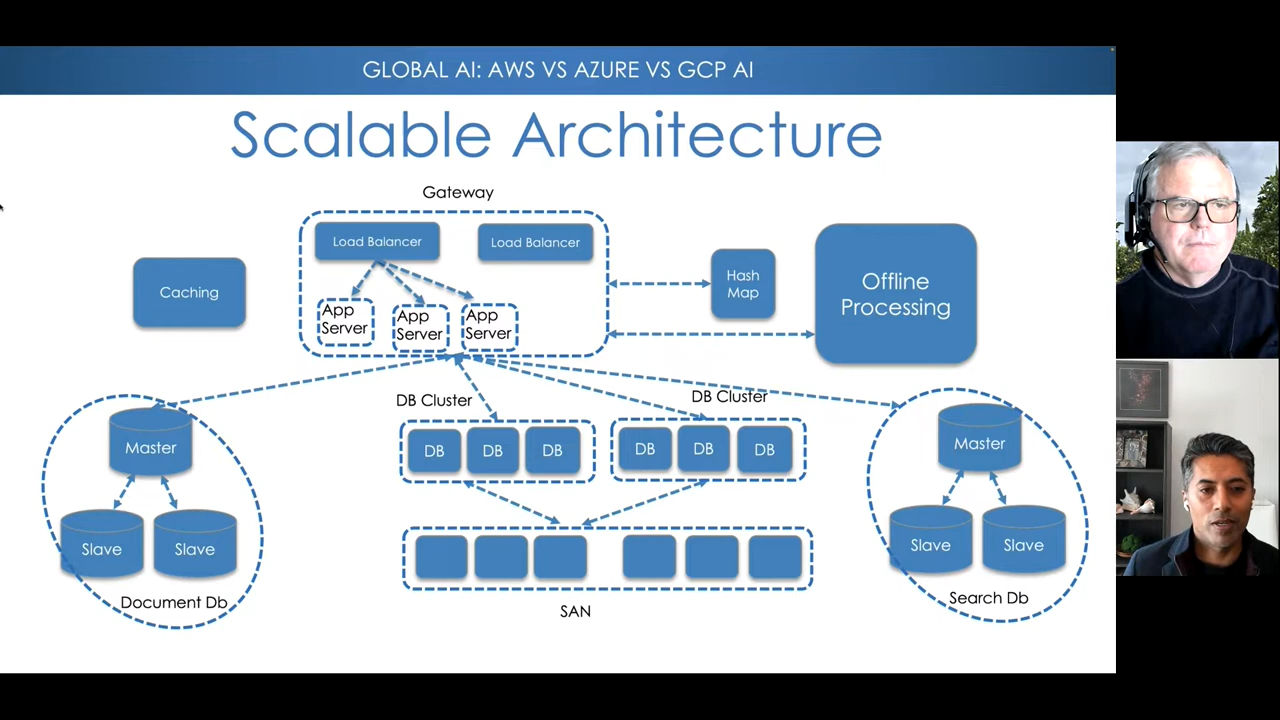 GLOBAL AI: AWS VS AZURE VS GCP AI
Scalable Architecture
Gateway
Load Balancer
Load Balancer
Caching
App
Server
App
Server
App
Server
Hash
Map
Offline
Processing
DB Cluster
DB Cluster
Master
DB
DB
DB
DB
DB
DB
Master
Slave
Slave
Slave
Slave
Document Db
SAN
Search Db